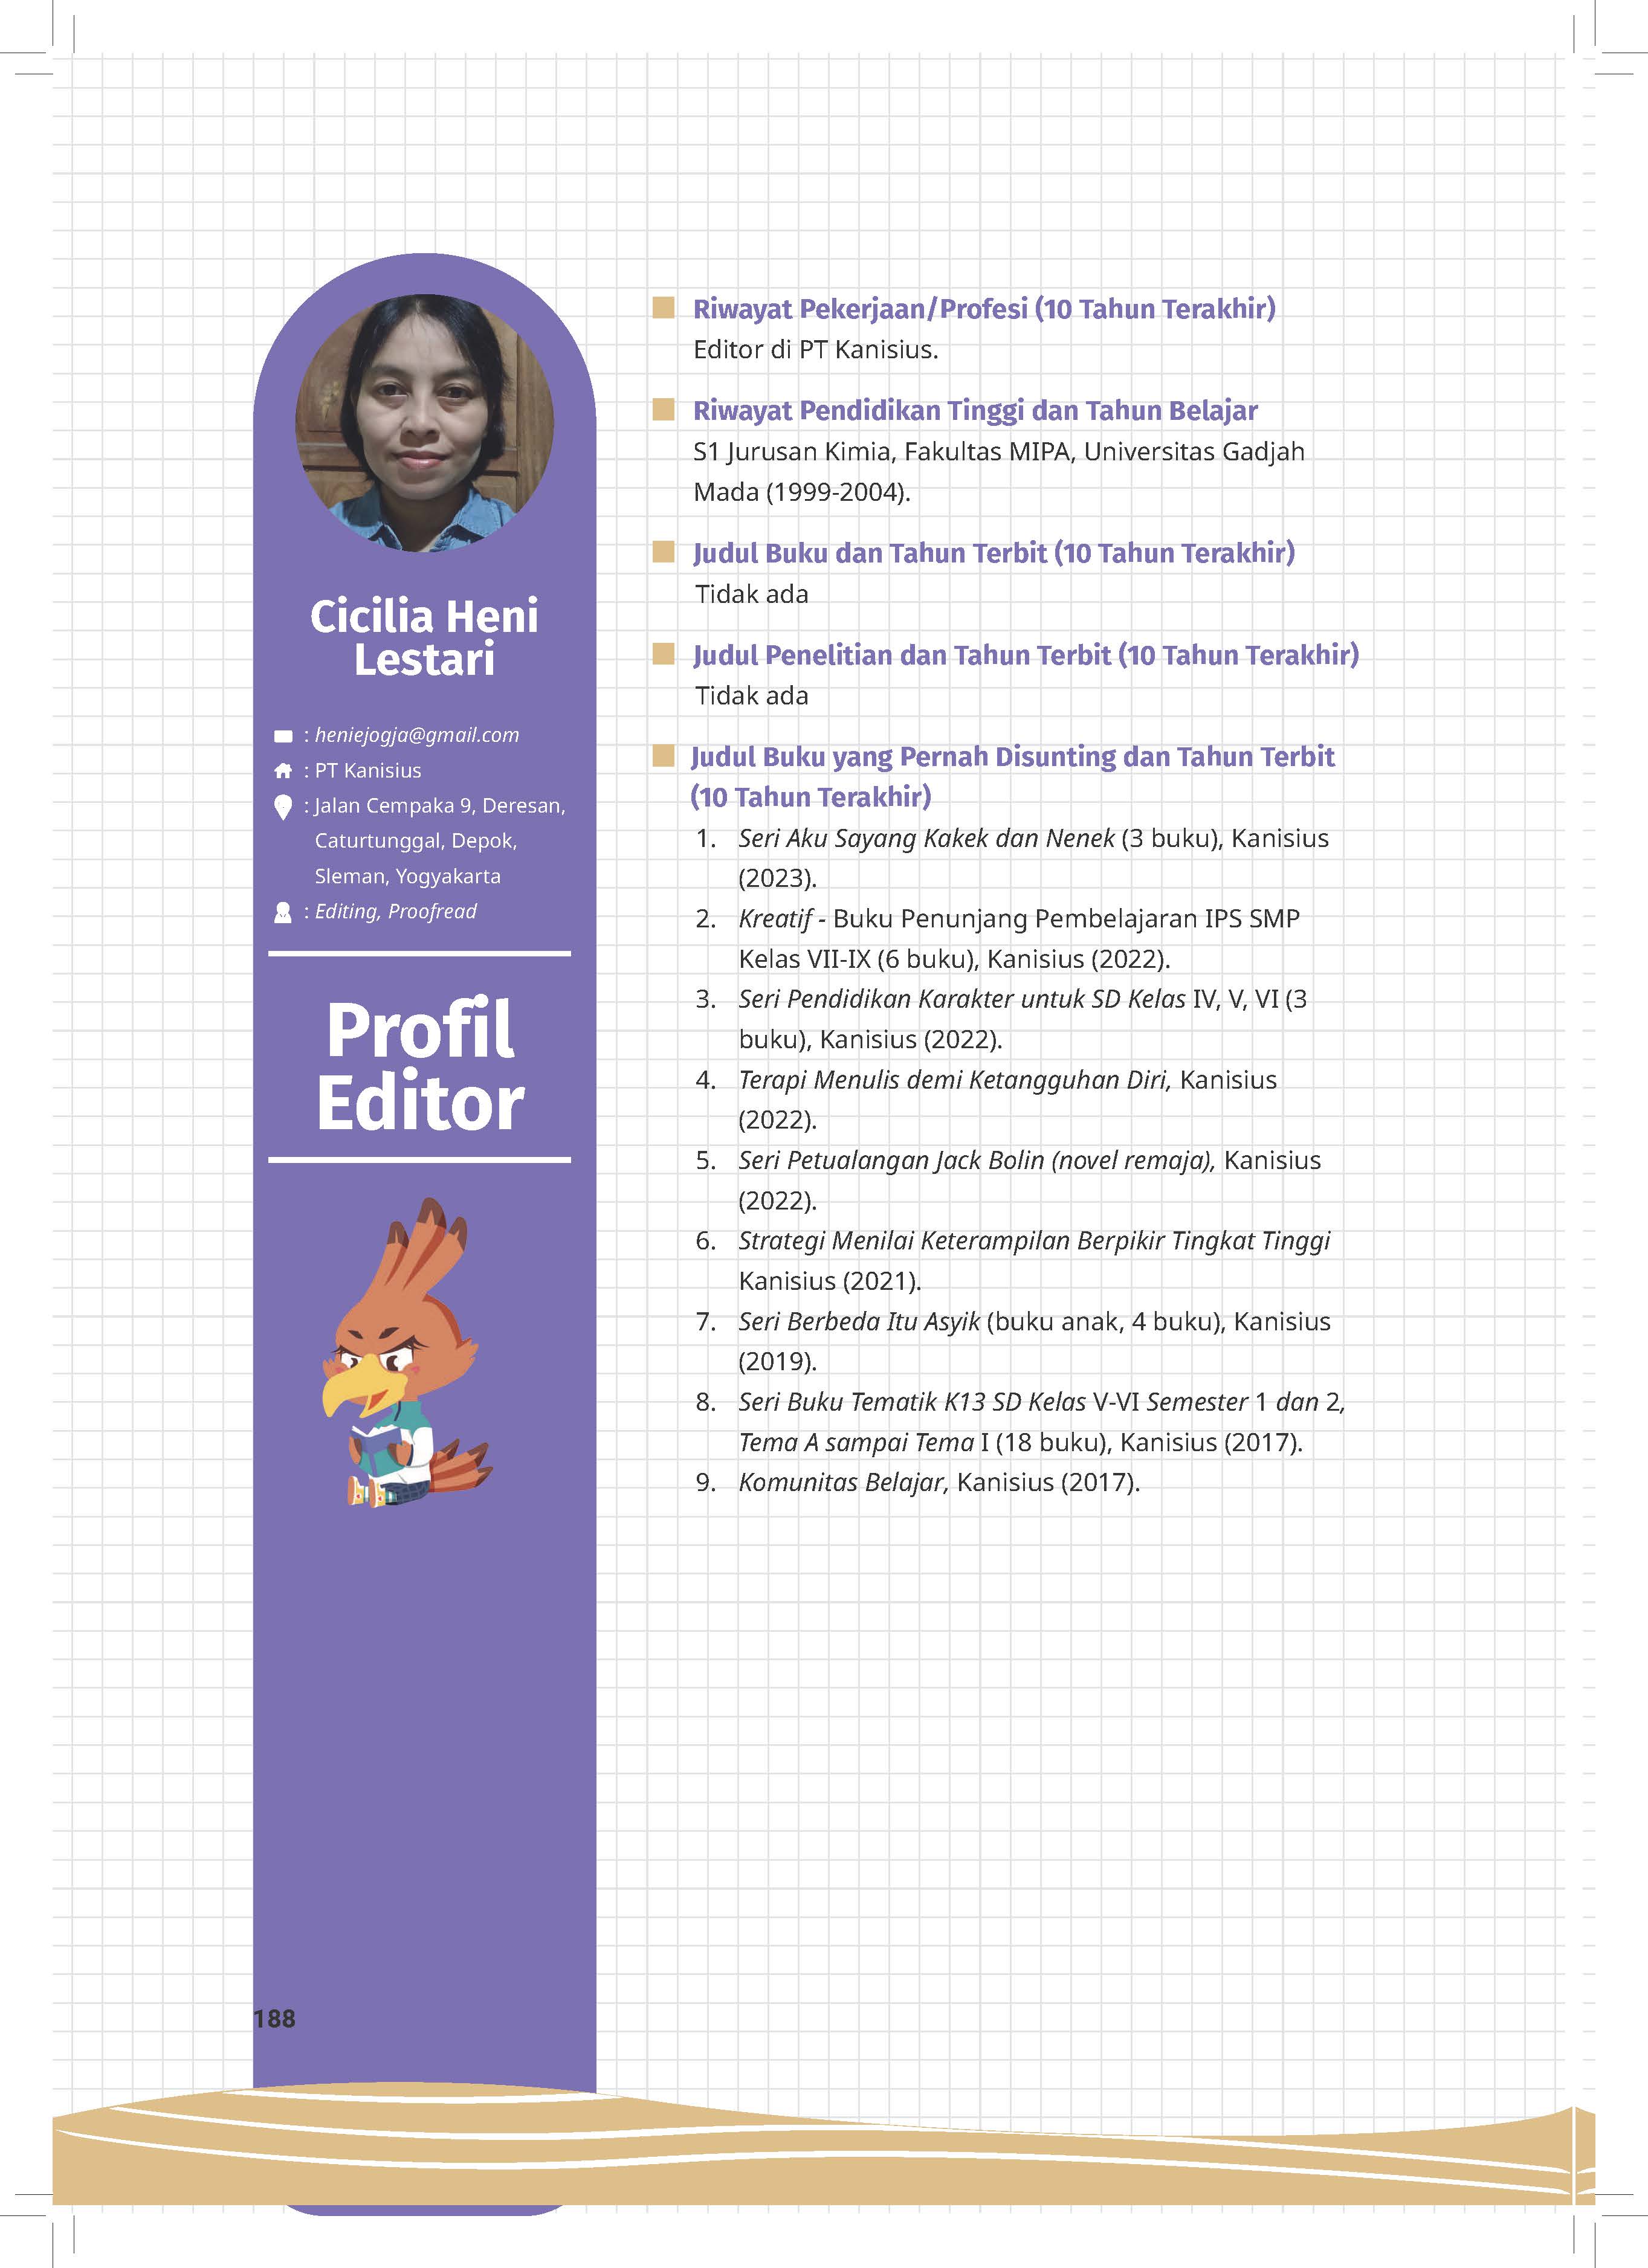 Cicilia Heni
Lestari
: heniejogja@gmail.com
: PT Kanisius
: Jalan Cempaka 9, Deresan,
Caturtunggal, Depok,
Sleman, Yogyakarta
: Editing, Proofread
Profil
Editor
Riwayat Pekerjaan/Profesi (10 Tahun Terakhir)
Editor di PT Kanisius.
Riwayat Pendidikan Tinggi dan Tahun Belajar
S1 Jurusan Kimia, Fakultas MIPA, Universitas Gadjah
Mada (1999-2004).
Judul Buku dan Tahun Terbit (10 Tahun Terakhir)
Tidak ada
Judul Penelitian dan Tahun Terbit (10 Tahun Terakhir)
Tidak ada
Judul Buku yang Pernah Disunting dan Tahun Terbit
(10 Tahun Terakhir)
1. Seri Aku Sayang Kakek dan Nenek (3 buku), Kanisius
(2023).
2. Kreatif - Buku Penunjang Pembelajaran IPS SMP
Kelas VII-IX (6 buku), Kanisius (2022).
3. Seri Pendidikan Karakter untuk SD Kelas IV, V, VI (3
buku), Kanisius (2022).
4. Terapi Menulis demi Ketangguhan Diri, Kanisius
(2022).
5. Seri Petualangan Jack Bolin (novel remaja), Kanisius
(2022).
6. Strategi Menilai Keterampilan Berpikir Tingkat Tinggi
Kanisius (2021).
7. Seri Berbeda Itu Asyik (buku anak, 4 buku), Kanisius
(2019).
8. Seri Buku Tematik K13 SD Kelas V-VI Semester 1 dan 2,
Tema A sampai Tema I (18 buku), Kanisius (2017).
9. Komunitas Belajar, Kanisius (2017).
188